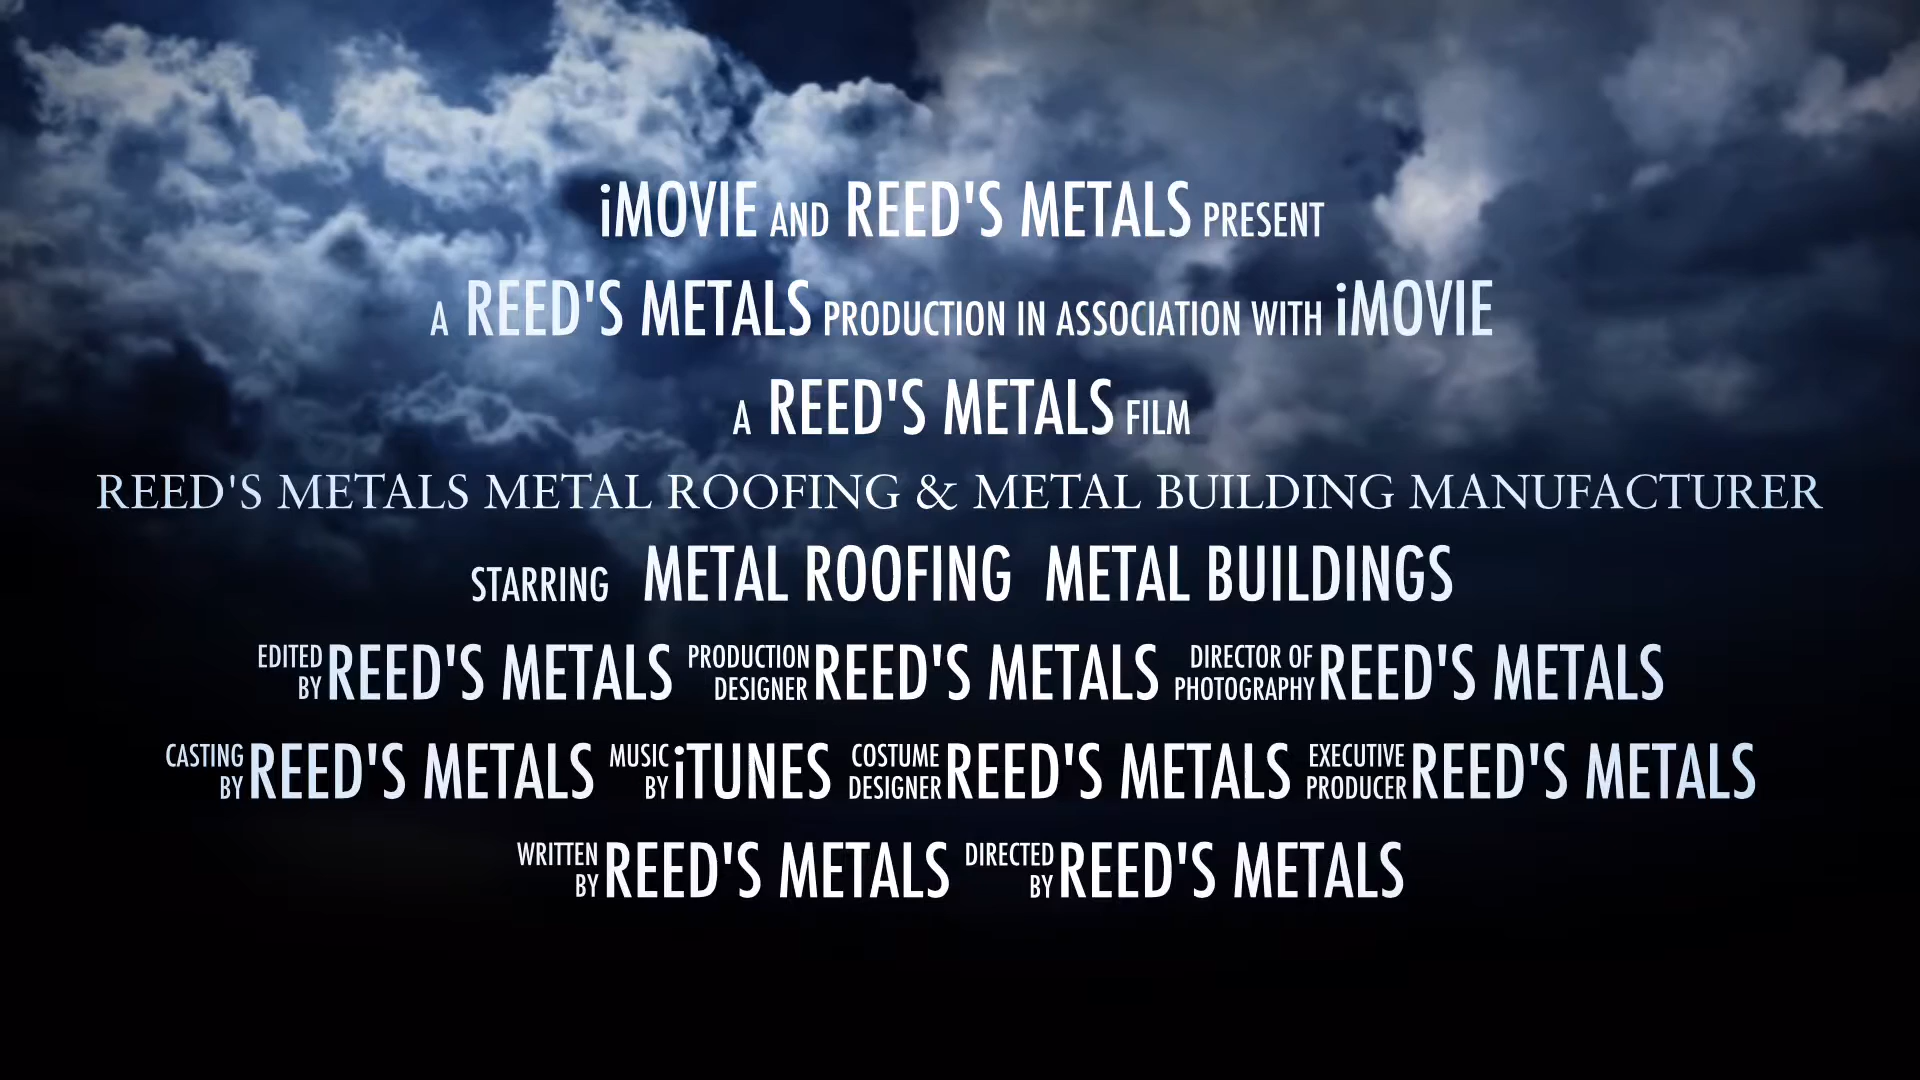 iMOVIE AND REED'S METALS PRESENT
A REED'S METALS PRODUCTION IN ASSOCIATION WITH iMOVIE
A REED'S METALS FILM
REED'S METALS METAL ROOFING & METAL BUILDING MANUFACTURER
STARRING METAL ROOFING METAL BUILDINGS
EDITED BY REED'S METALS PRODUCTION DESIGNER REED'S METALS DIRECTOR OF PHOTOGRAPHY REED'S METALS
CASTING BY REED'S METALS MUSIC BY iTUNES COSTUME DESIGNER REED'S METALS EXECUTIVE PRODUCER REED'S METALS
WRITTEN BY REED'S METALS DIRECTED BY REED'S METALS